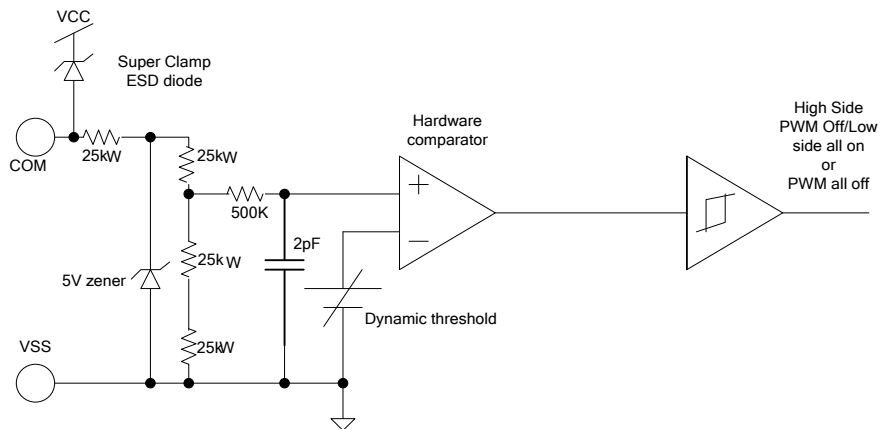 VCC
Super Clamp
ESD diode
COM
25kW
25kW
500K
2pF
25k W
5V zener
25kW
VSS
Hardware
comparator
Dynamic threshold
High Side
PWM Off/Low
side all on
or
PWM all off